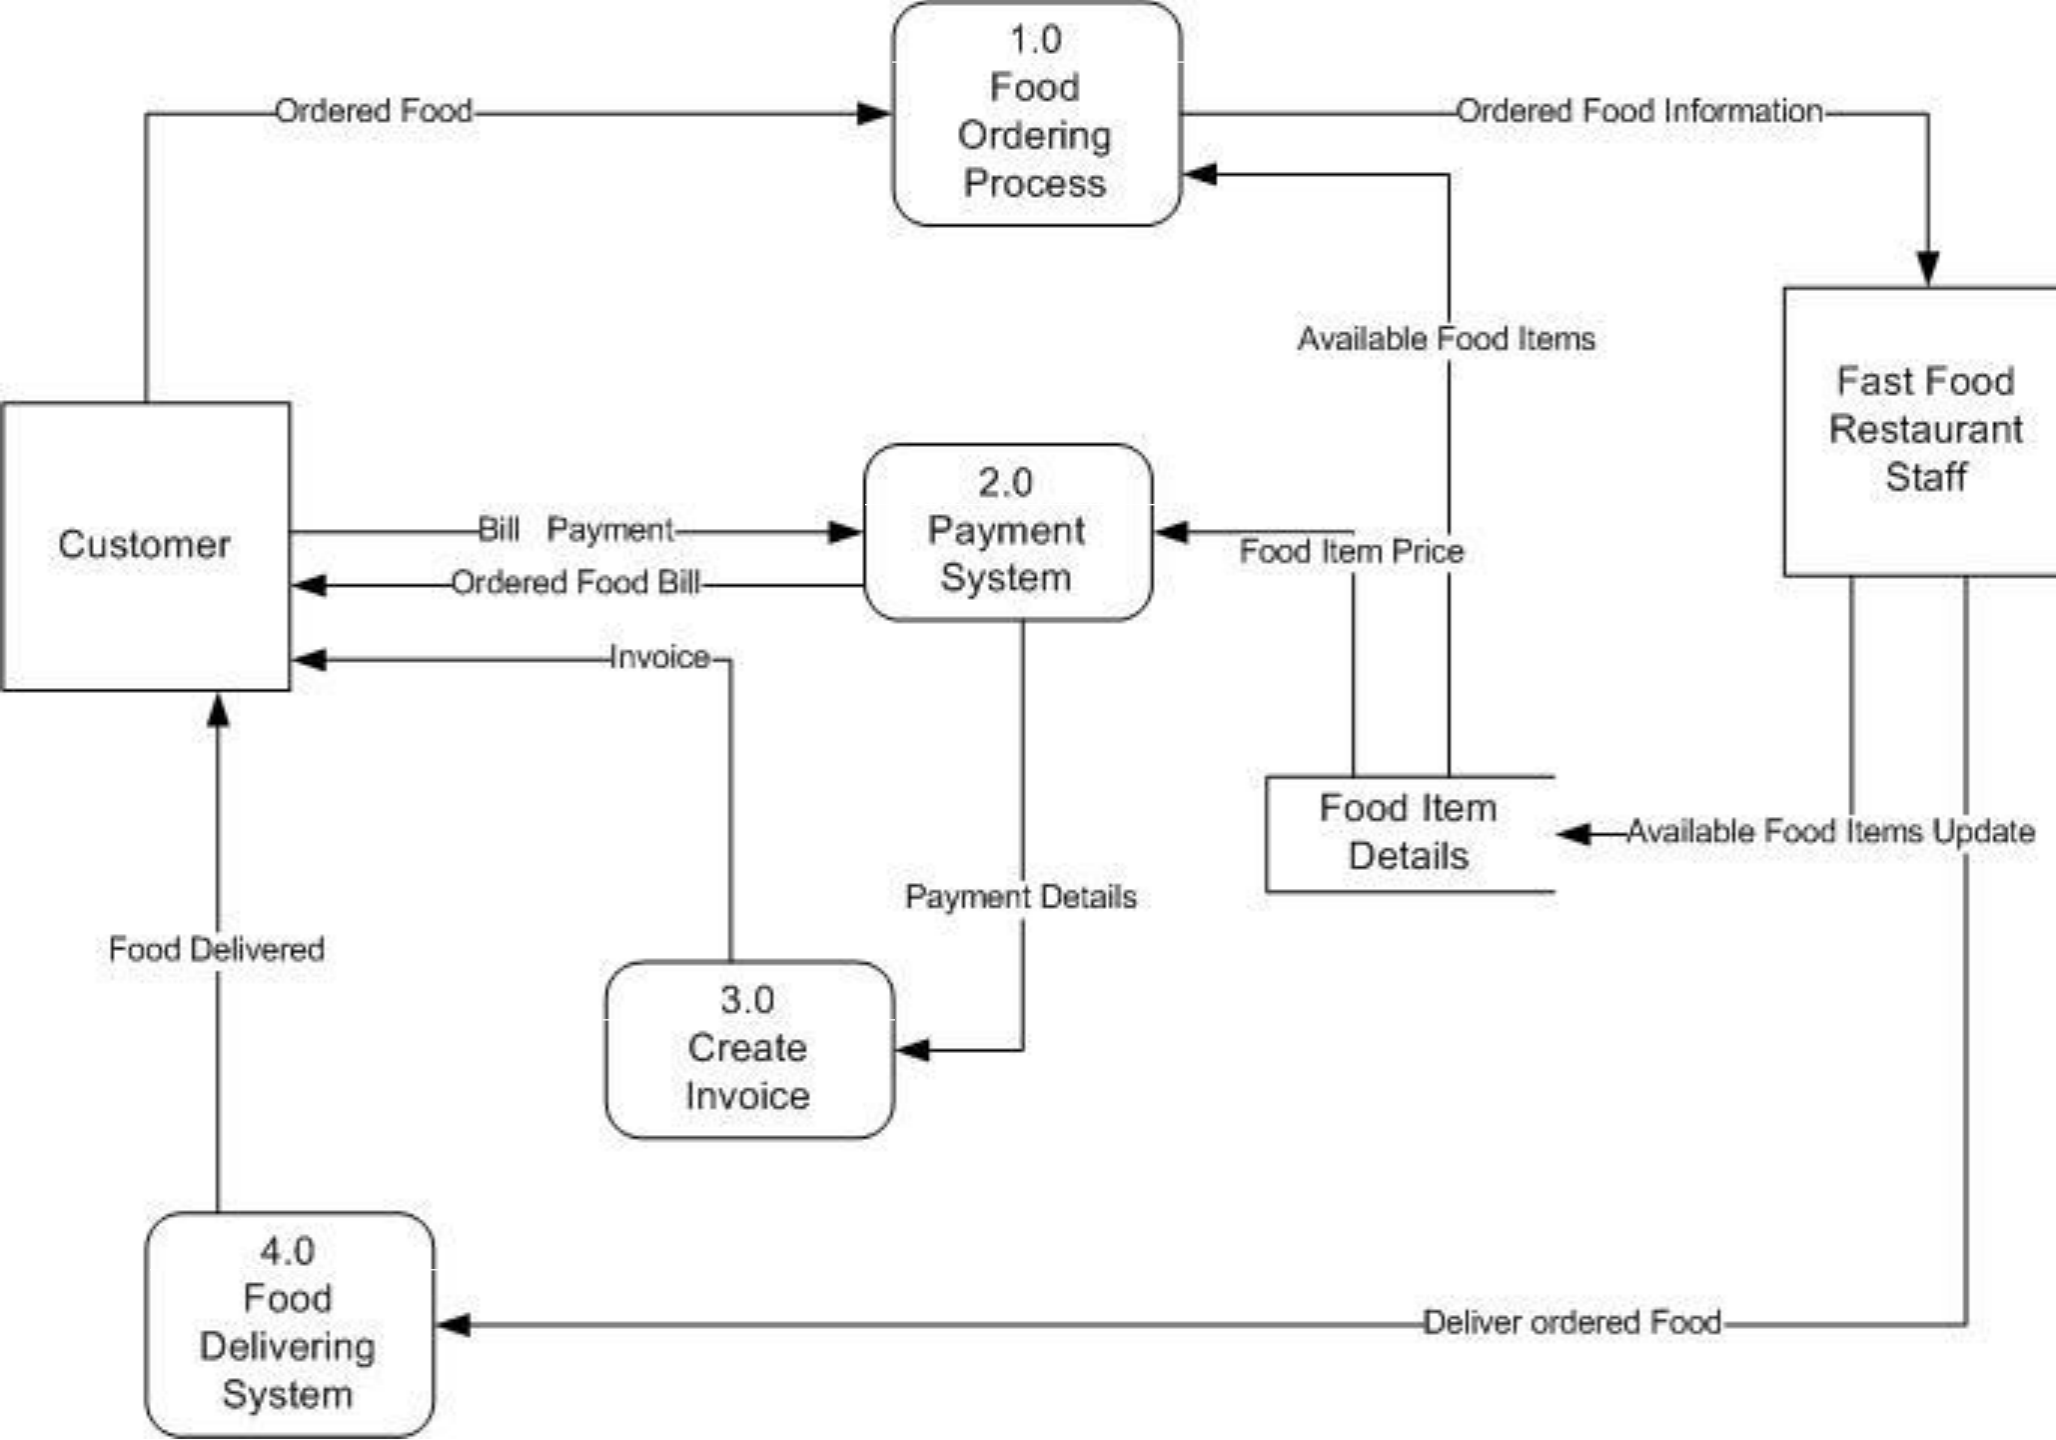 1.0
Food
Ordering
Process
Ordered Food
Ordered Food Information
Available Food Items
Fast Food
Restaurant
Staff
Customer
2.0
Payment
System
Bill   Payment
Ordered Food Bill
Food Item Price
Invoice
Food Item
Details
Available Food Items Update
Payment Details
Food Delivered
3.0
Create
Invoice
4.0
Food
Delivering
System
Deliver ordered Food